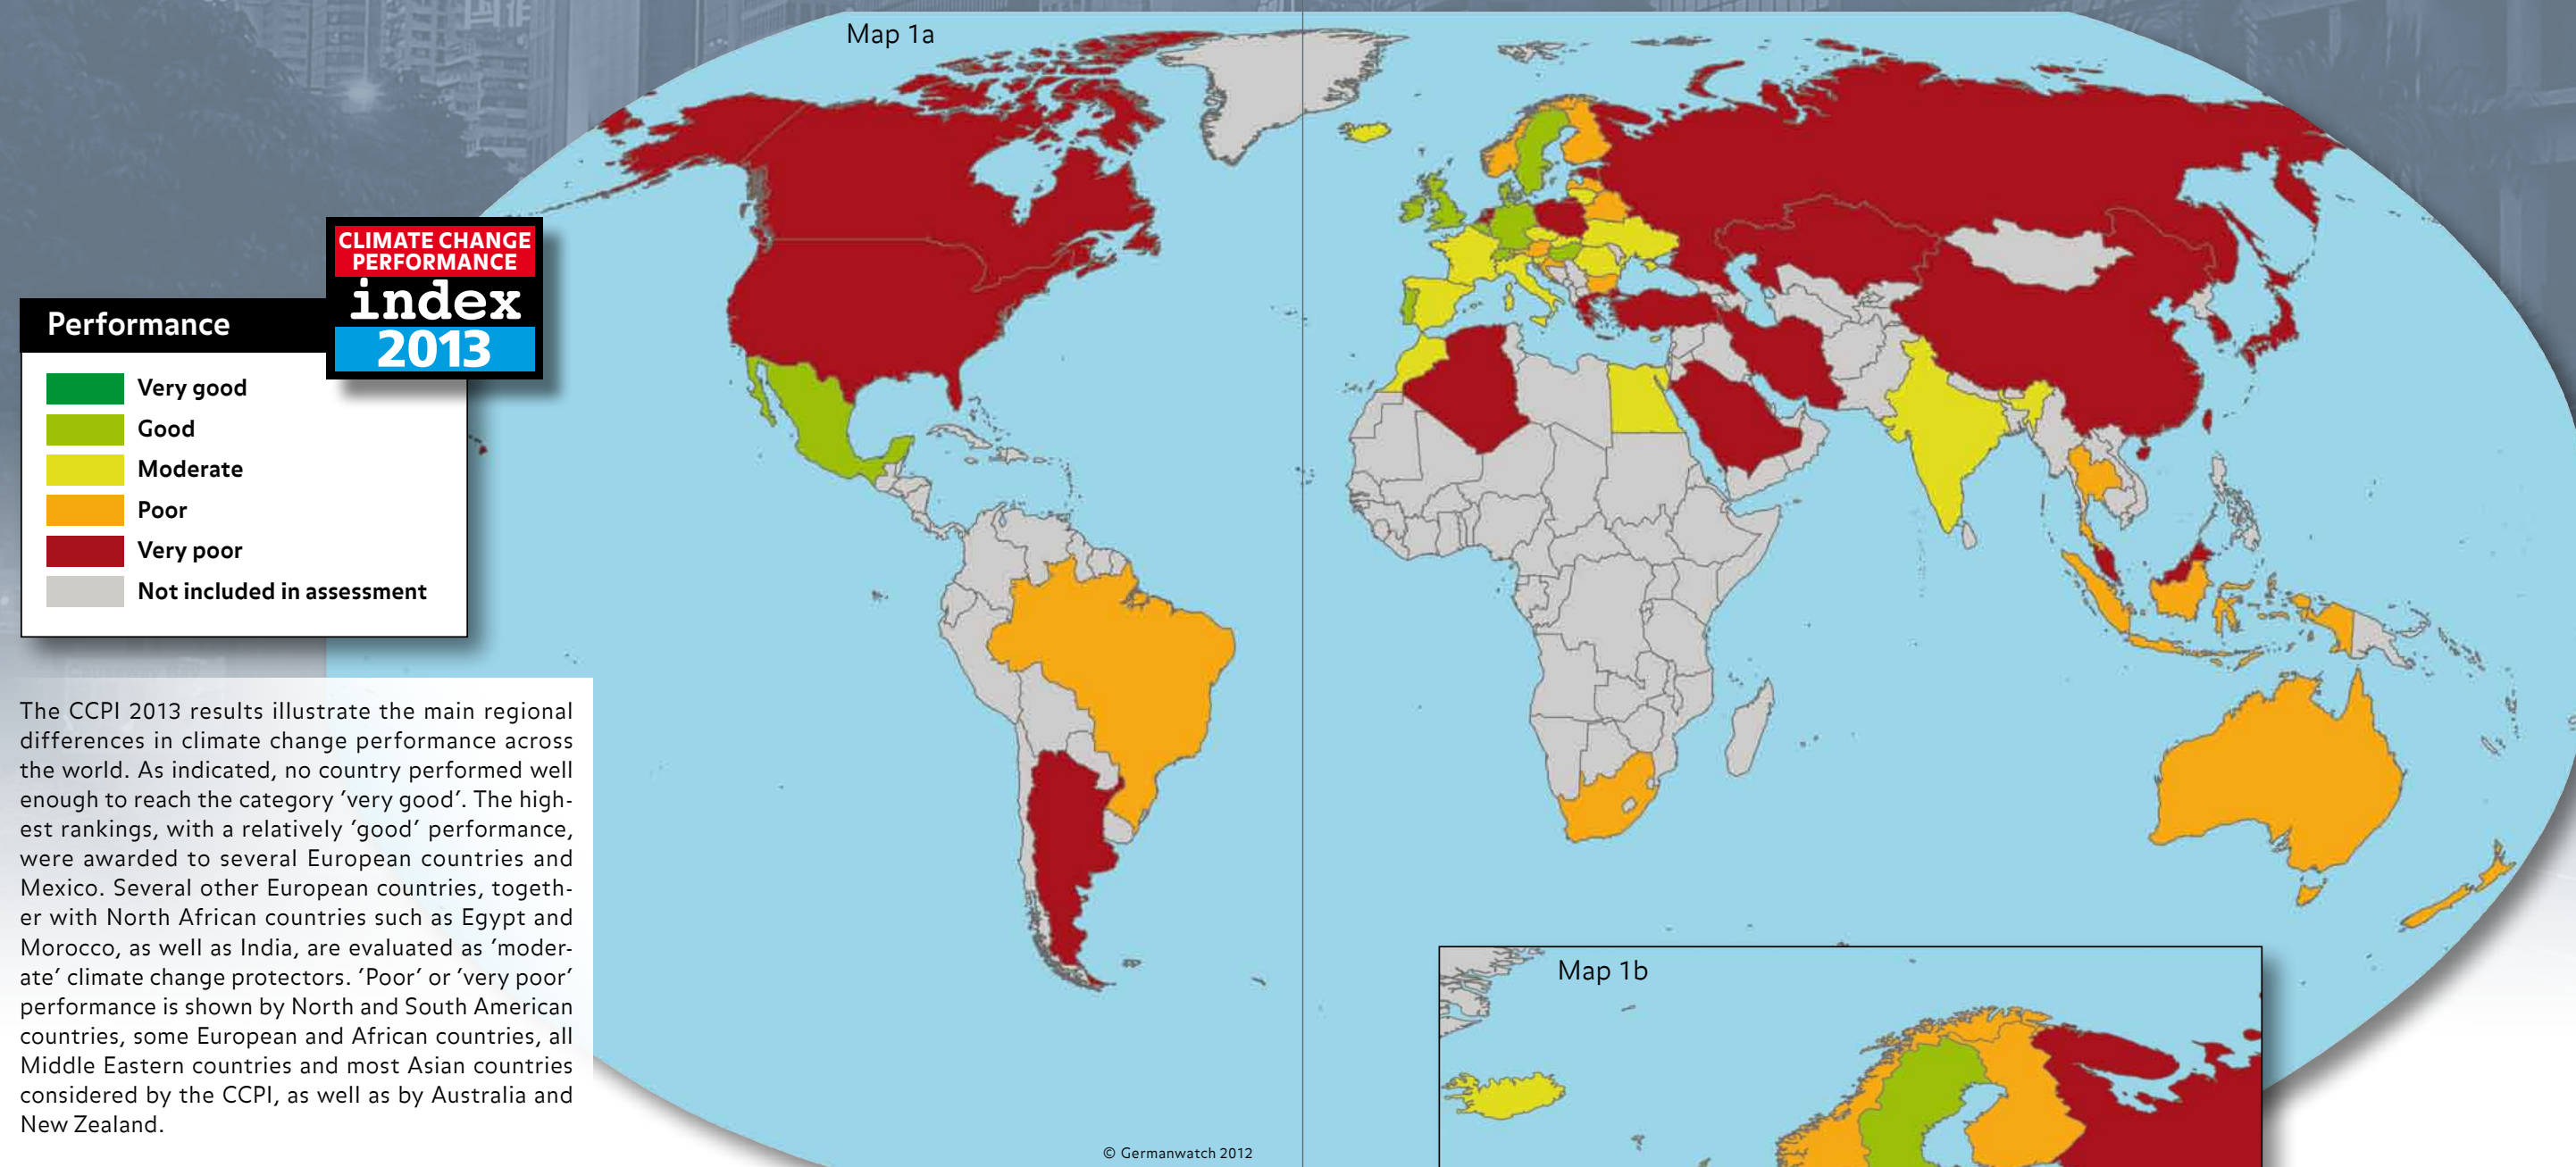 Map 1a
CLIMATE CHANGE
PERFORMANCE
index
2013
Performance
Very good
Good
Moderate
Poor
Very poor
Not included in assessment
The CCPI 2013 results illustrate the main regional
differences in climate change performance across
the world. As indicated, no country performed well
enough to reach the category ’very good’. The high-
est rankings, with a relatively ’good’ performance,
were awarded to several European countries and
Mexico. Several other European countries, togeth-
er with North African countries such as Egypt and
Morocco, as well as India, are evaluated as ’moder-
ate’ climate change protectors. ’Poor’ or ’very poor’
performance is shown by North and South American
countries, some European and African countries, all
Middle Eastern countries and most Asian countries
considered by the CCPI, as well as by Australia and
New Zealand.
Map 1b
© Germanwatch 2012